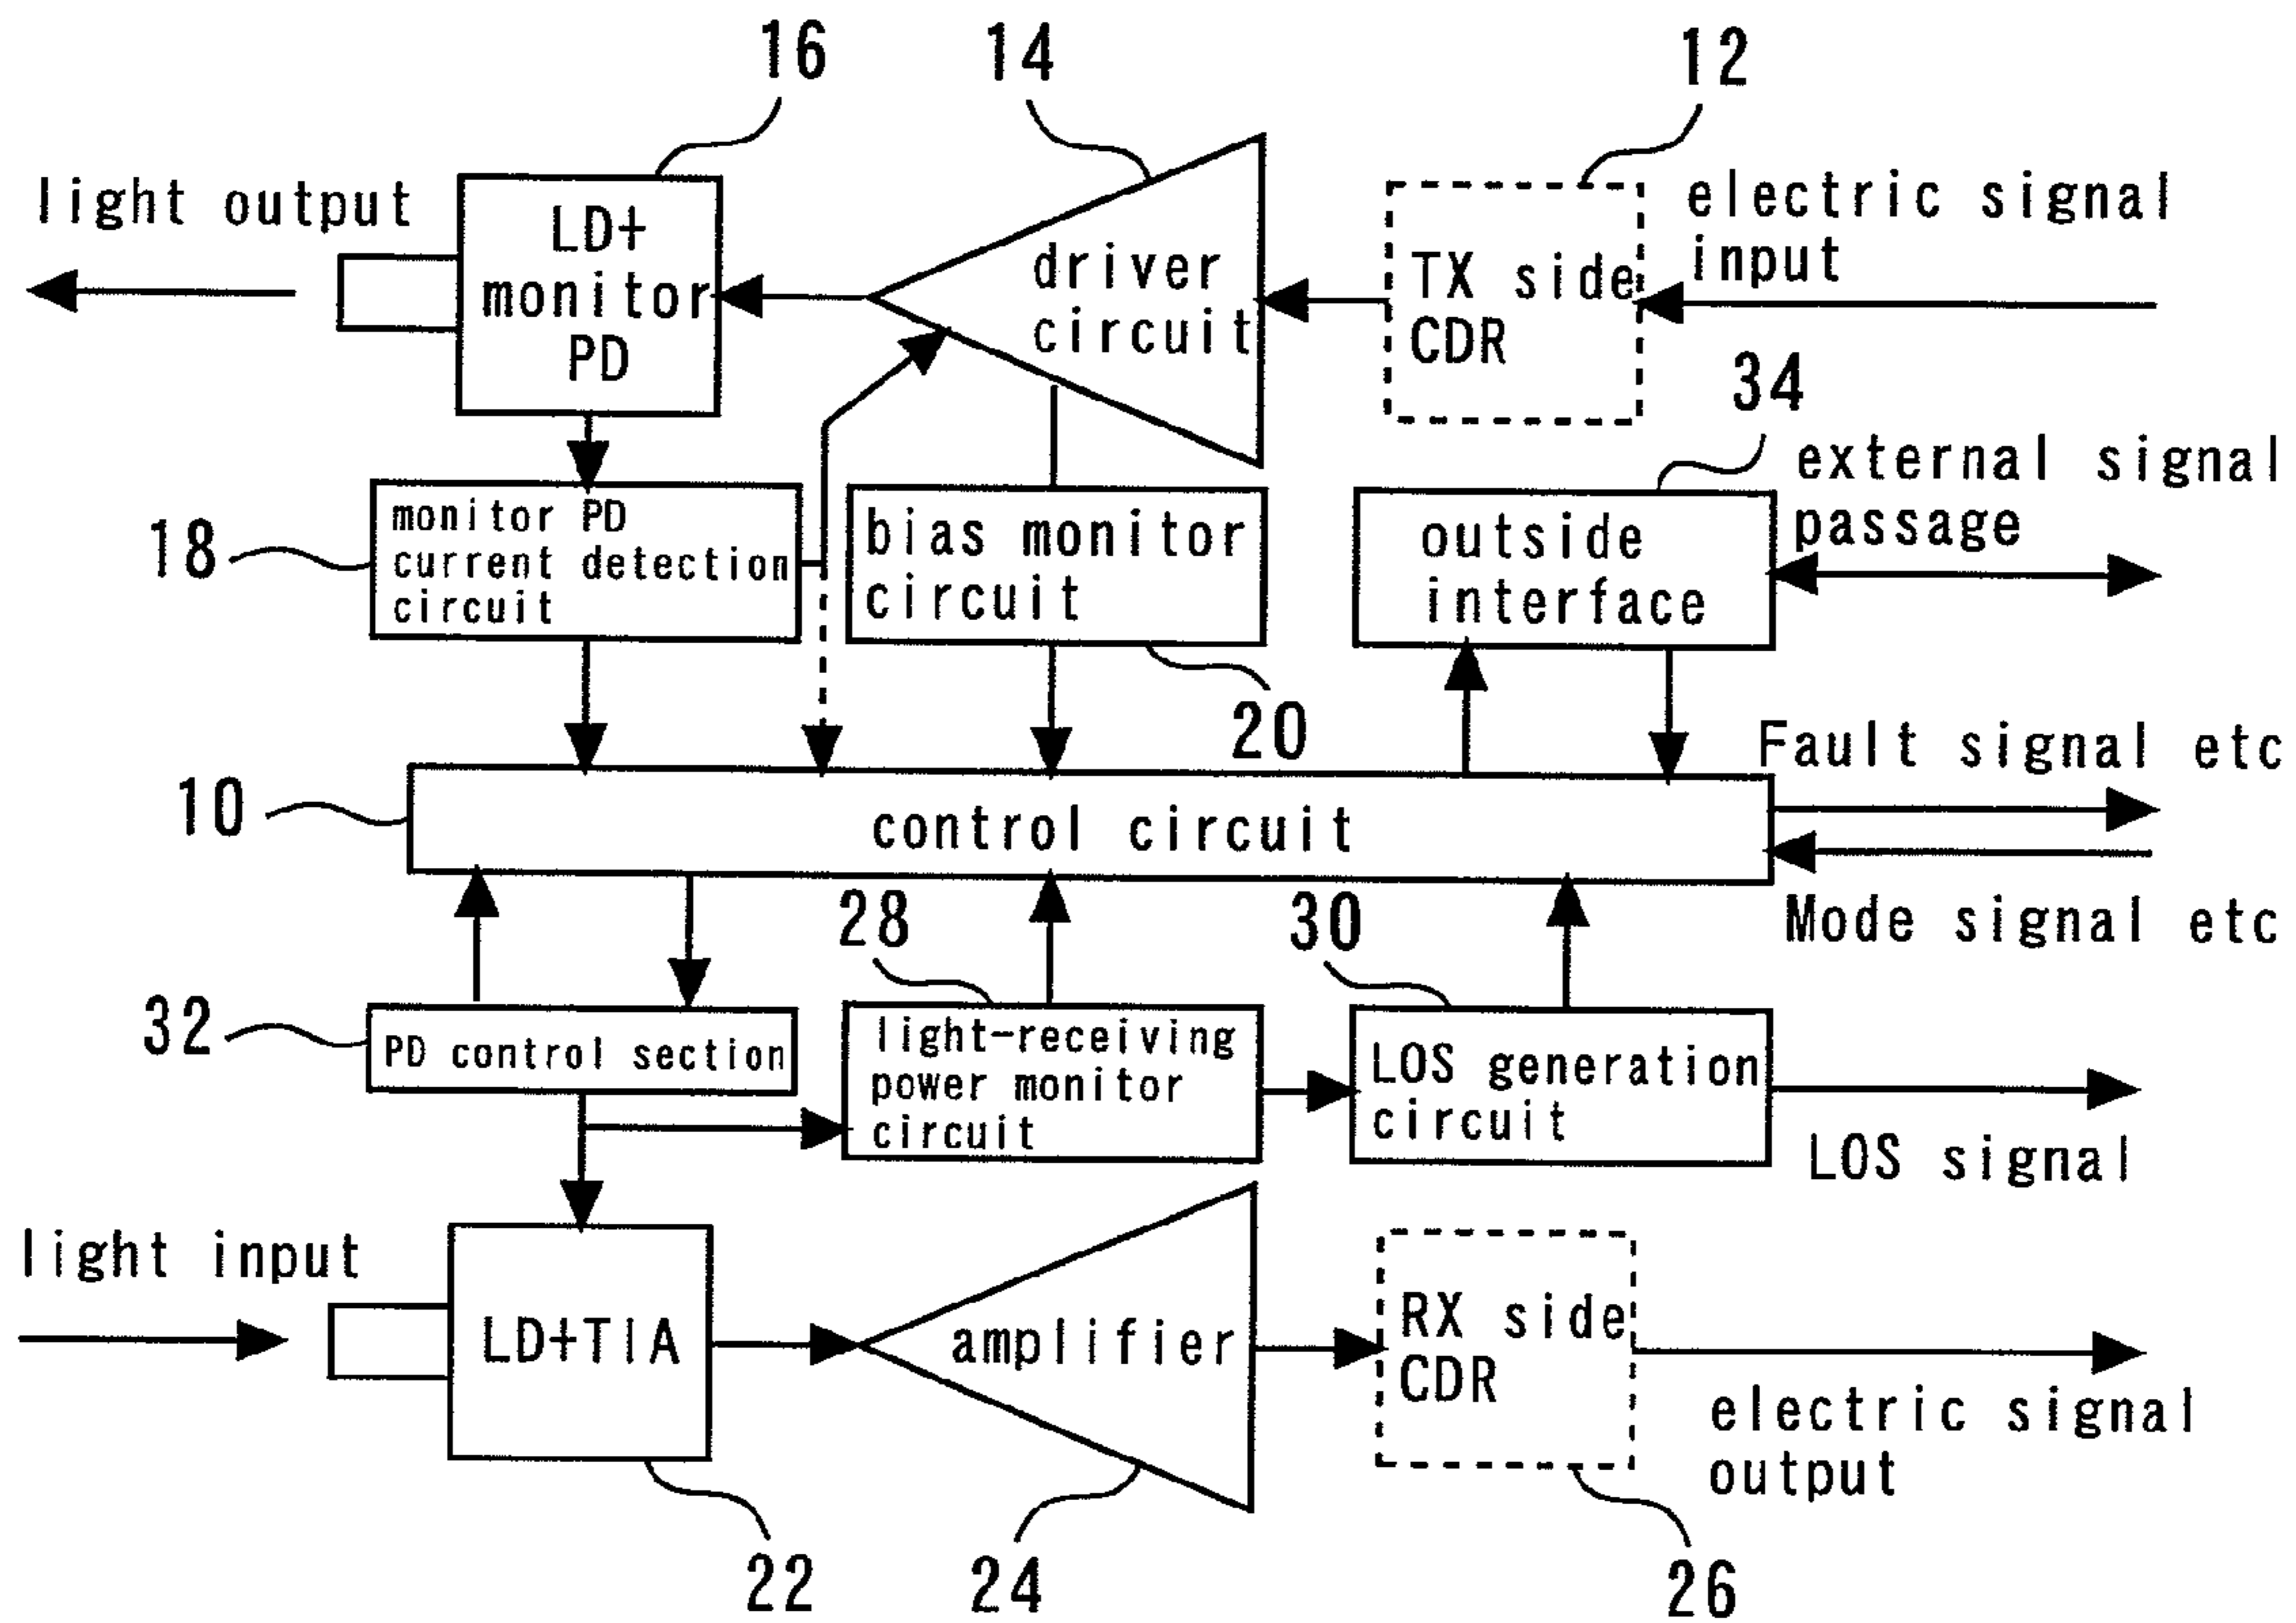 16
14
12
light output
LD+
monitor
PD
driver
circuit
TX side
CDR
electric signal
input
34
18
monitor PD
current detection
circuit
bias monitor
circuit
outside
interface
external signal
passage
20
10
control circuit
Fault signal etc
Mode signal etc
28
30
32
PD control section
light-receiving
power monitor
circuit
LOS generation
circuit
LOS signal
light input
LD+TIA
amplifier
RX side
CDR
electric signal
output
22
24
26